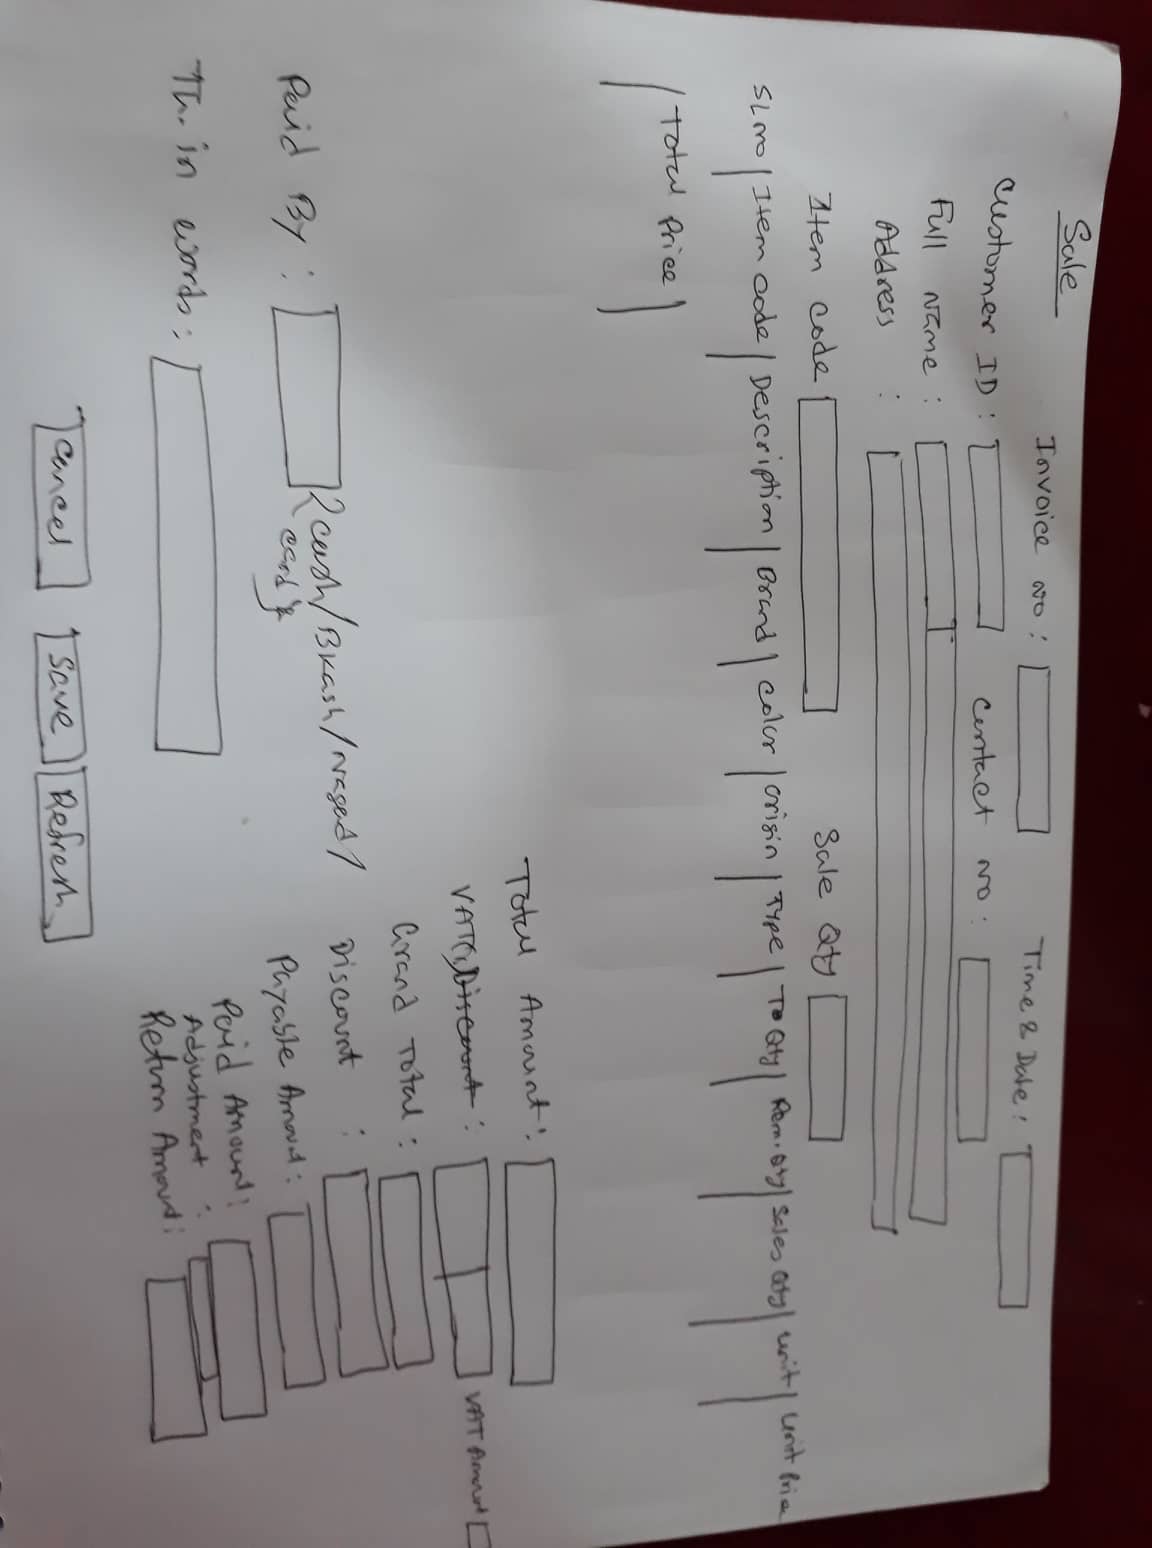 Sale
Invoice no: Time & Date:
Customer ID: Contact no:
Full Name:
Address :
Item code Sale Qty
SL no | Item code | Description | Brand | Color | Origin | Type | To Qty | Rem. Qty | Sales Qty | unit | unit Price
| Total Price |
Total Amount:
VAT Discount : VAT Amount
Grand Total:
Discount :
Paid By: {Cash/Bkash/Nagad/
Card}
Payable Amount:
Paid Amount:
Adjustment :
Return Amount:
in words:
Cancel Save Refresh